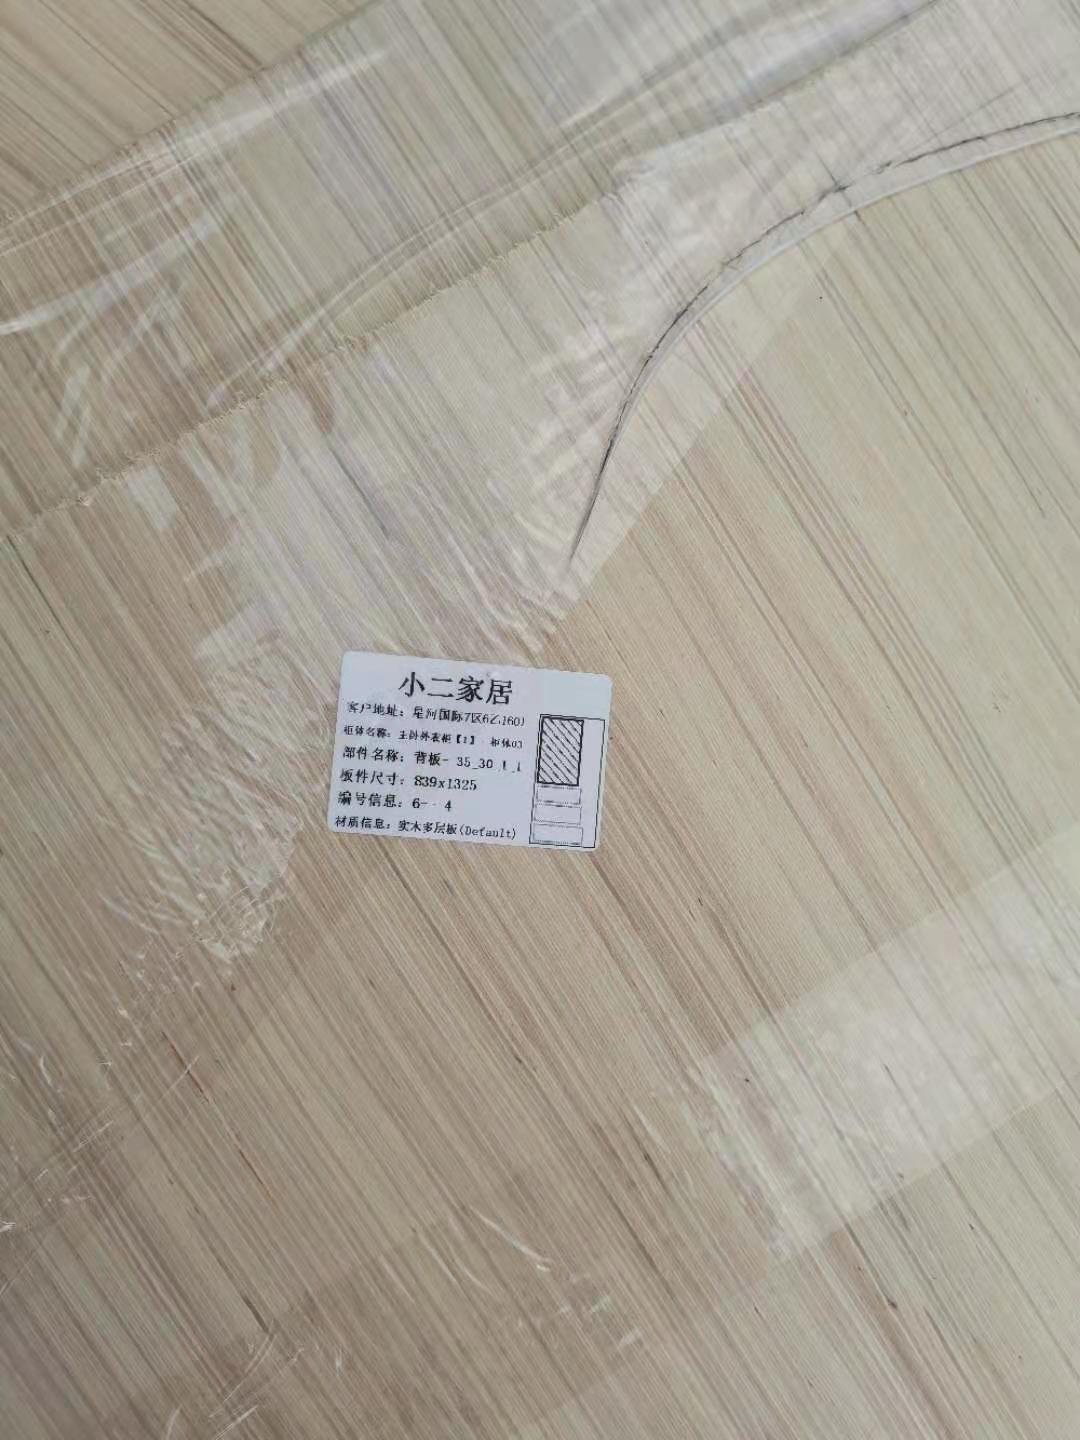 小二家居
客户地址：星河国际7区6乙1601
柜体名称：主卧外衣柜【1】-柜体03
部件名称：背板- 35_30_1_1
板件尺寸：839x1325
编号信息：6-- 4
材质信息：实木多层板(Default)